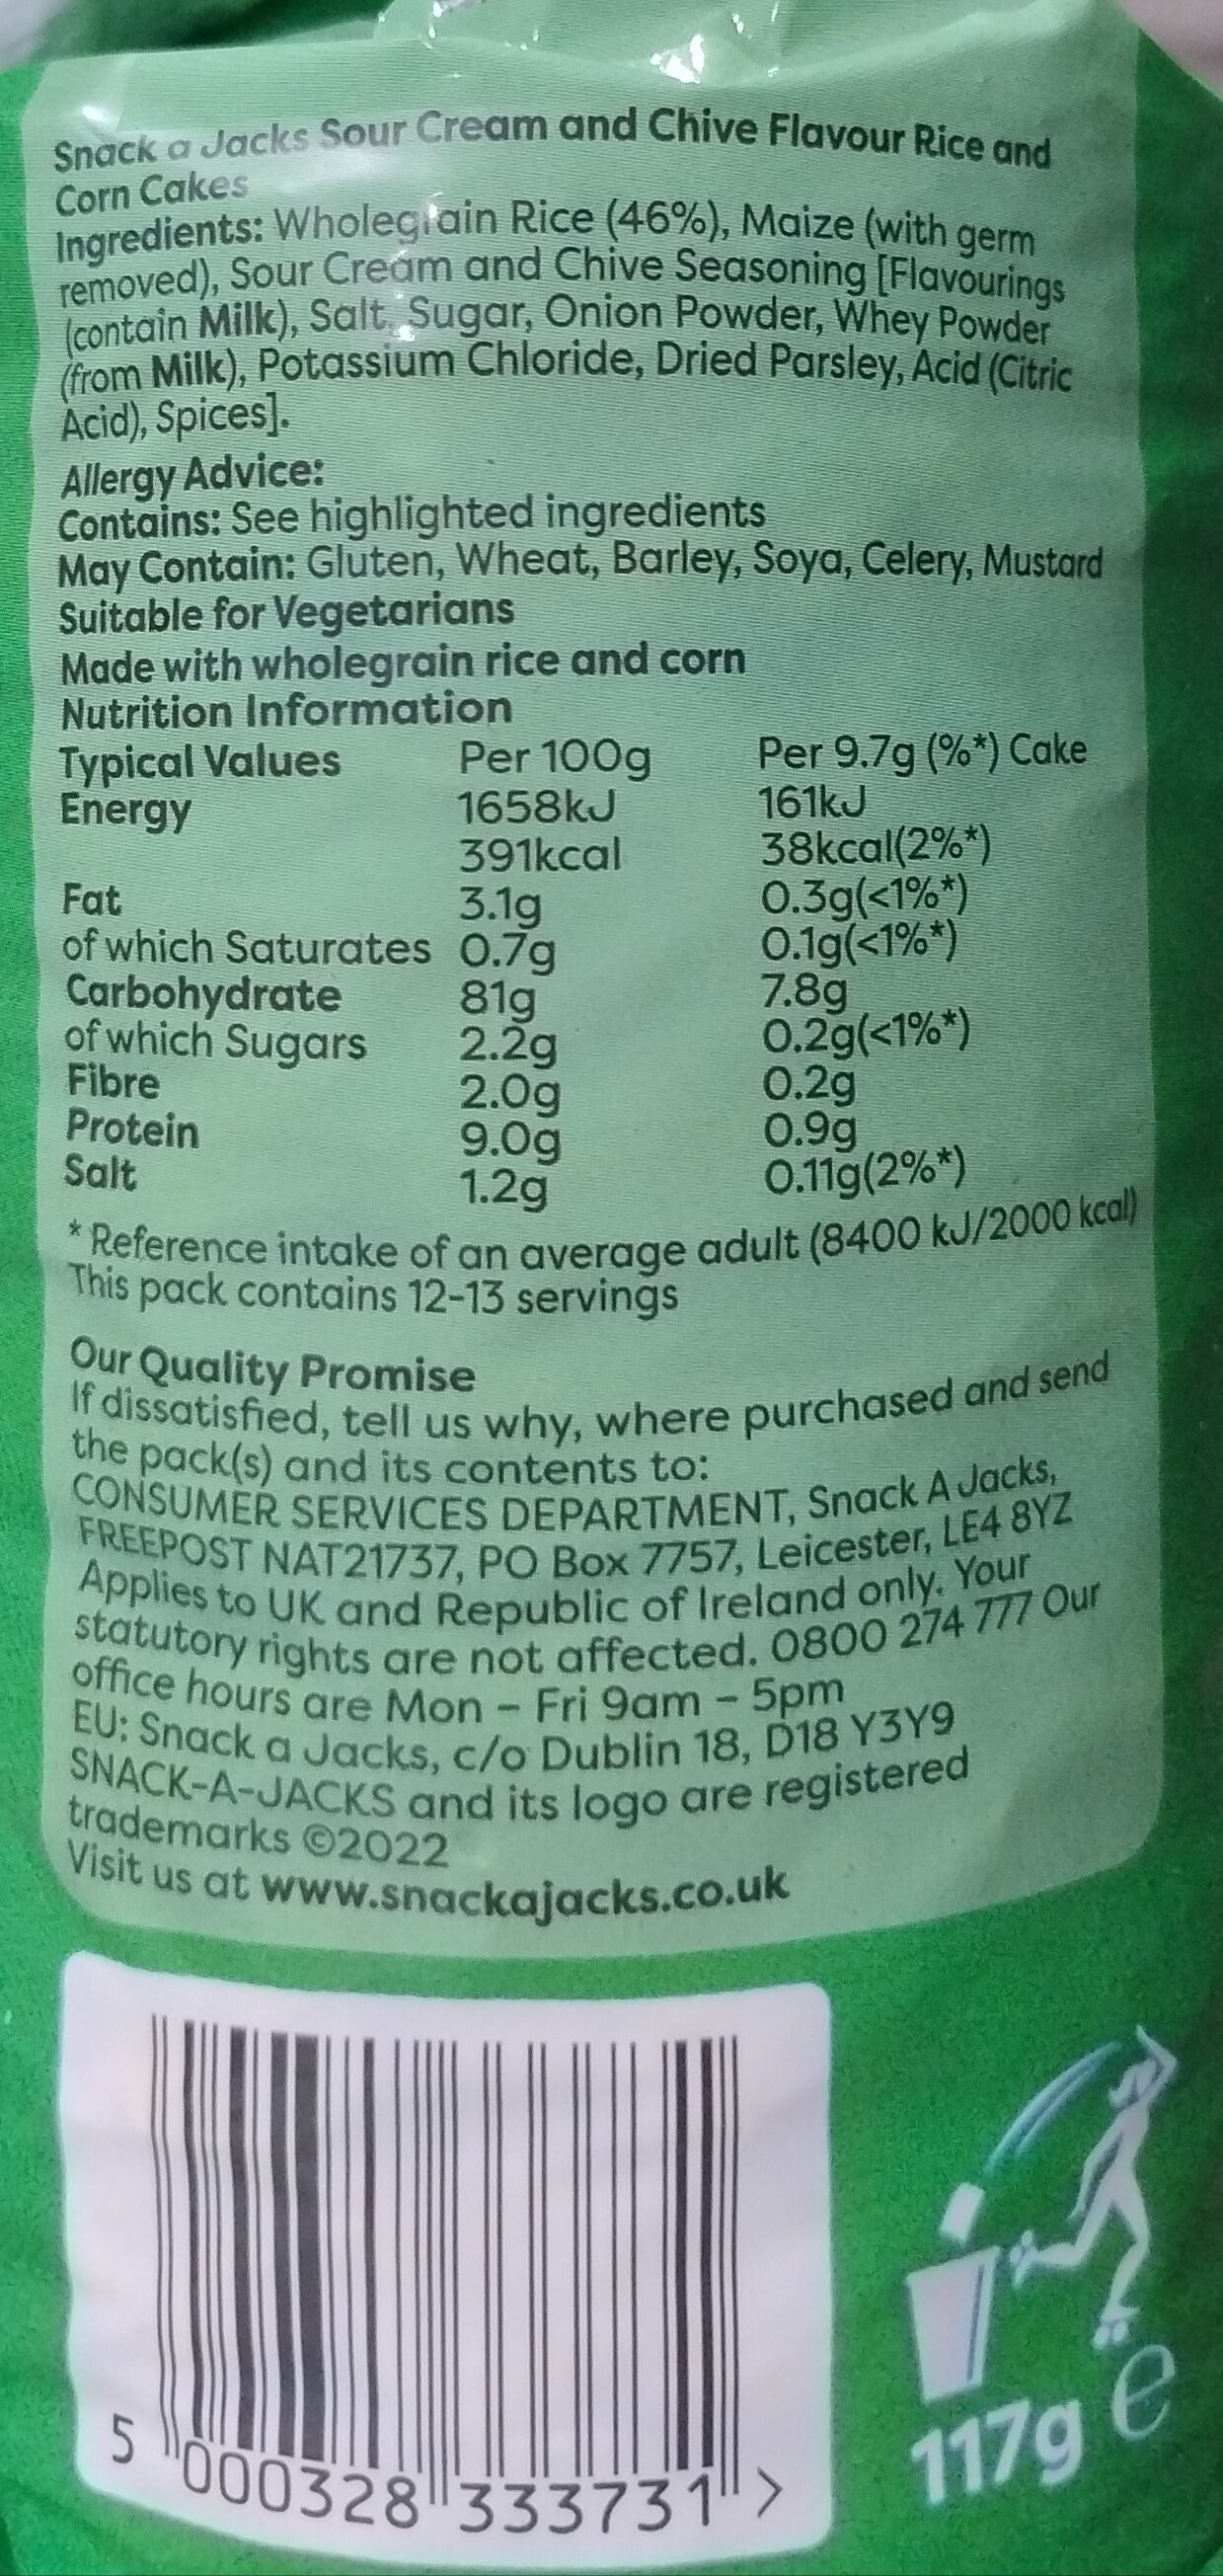 Snack a Jacks Sour Cream and Chive Flavour Rice and
Corn Cakes
Ingredients: Wholegrain Rice (46%), Maize (with germ
removed), Sour Cream and Chive Seasoning [Flavourings
(contain Milk), Salt, Sugar, Onion Powder, Whey Powder
(from Milk), Potassium Chloride, Dried Parsley, Acid (Citric
Acid), Spices].
Allergy Advice:
Contains: See highlighted ingredients
May Contain: Gluten, Wheat, Barley, Soya, Celery, Mustard
Suitable for Vegetarians
Made with wholegrain rice and corn
Nutrition Information
Typical Values Per 100g Per 9.7g (%*) Cake
Energy 1658kJ 161kJ
391kcal 38kcal(2%*)
Fat 3.1g 0.3g(<1%*)
of which Saturates 0.7g 0.1g(<1%*)
Carbohydrate 81g 7.8g
of which Sugars 2.2g 0.2g(<1%*)
Fibre 2.0g 0.2g
Protein 9.0g 0.9g
Salt 1.2g 0.11g(2%*)
* Reference intake of an average adult (8400 kJ/2000 kcal)
This pack contains 12-13 servings
Our Quality Promise
If dissatisfied, tell us why, where purchased and send
the pack(s) and its contents to:
CONSUMER SERVICES DEPARTMENT, Snack A Jacks,
FREEPOST NAT21737, PO Box 7757, Leicester, LE4 8YZ
Applies to UK and Republic of Ireland only. Your
statutory rights are not affected. 0800 274 777 Our
office hours are Mon – Fri 9am – 5pm
EU: Snack a Jacks, c/o Dublin 18, D18 Y3Y9
SNACK-A-JACKS and its logo are registered
trademarks ©2022
Visit us at www.snackajacks.co.uk
5 000328 333731 >
117g e